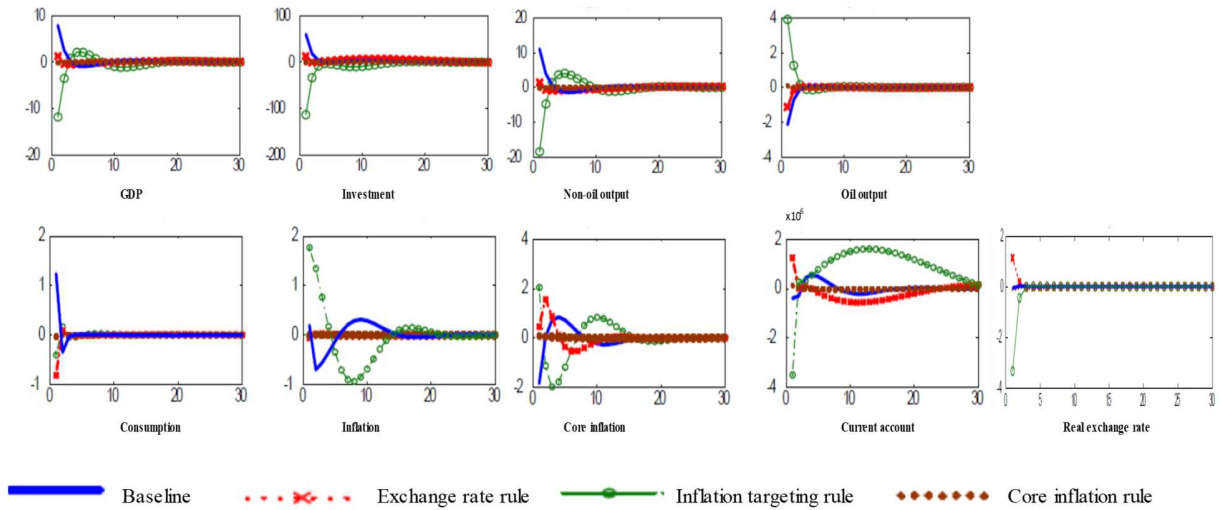 10
0
-10
-20
0 10 20 30
GDP
100
0
-100
-200
0 10 20 30
Investment
20
10
0
-10
20
0 10 20 30
Non-oil output
4
2
0
-2
-4
0 10 20 30
Oil output
2
1
0
-1
0 10 20 30
Consumption
2
1
0
-1
0 10 20 30
Inflation
4
2
0
-2
0 10 20 30
Core inflation
x 10⁶
2
0
-2
-4
0 10 20 30
Current account
2
0
-2
-4
0 5 10 15 20 25 30
Real exchange rate
Baseline Exchange rate rule Inflation targeting rule Core inflation rule